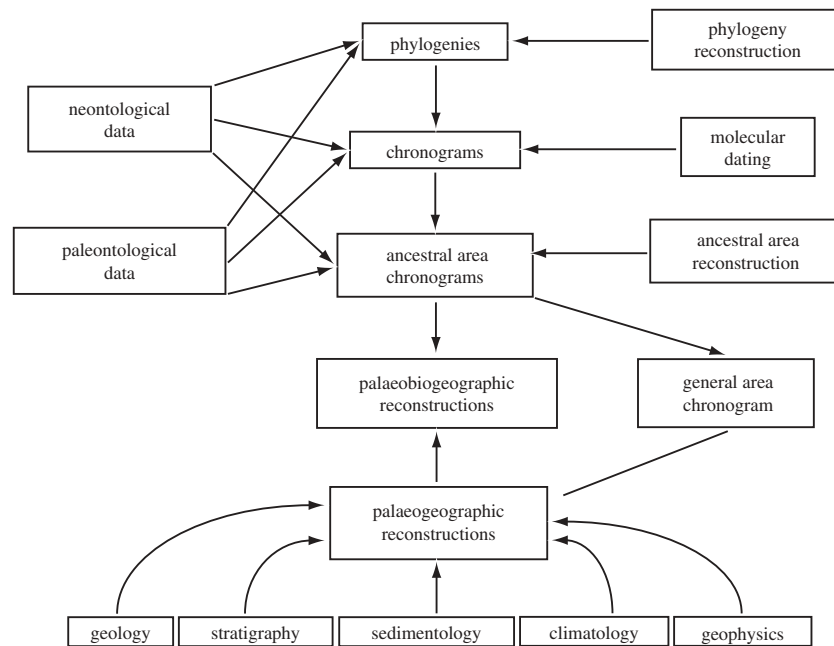 phylogenies
phylogeny
reconstruction
neontological
data
chronograms
molecular
dating
paleontological
data
ancestral area
chronograms
ancestral area
reconstruction
palaeobiogeographic
reconstructions
general area
chronogram
palaeogeographic
reconstructions
geology
stratigraphy
sedimentology
climatology
geophysics